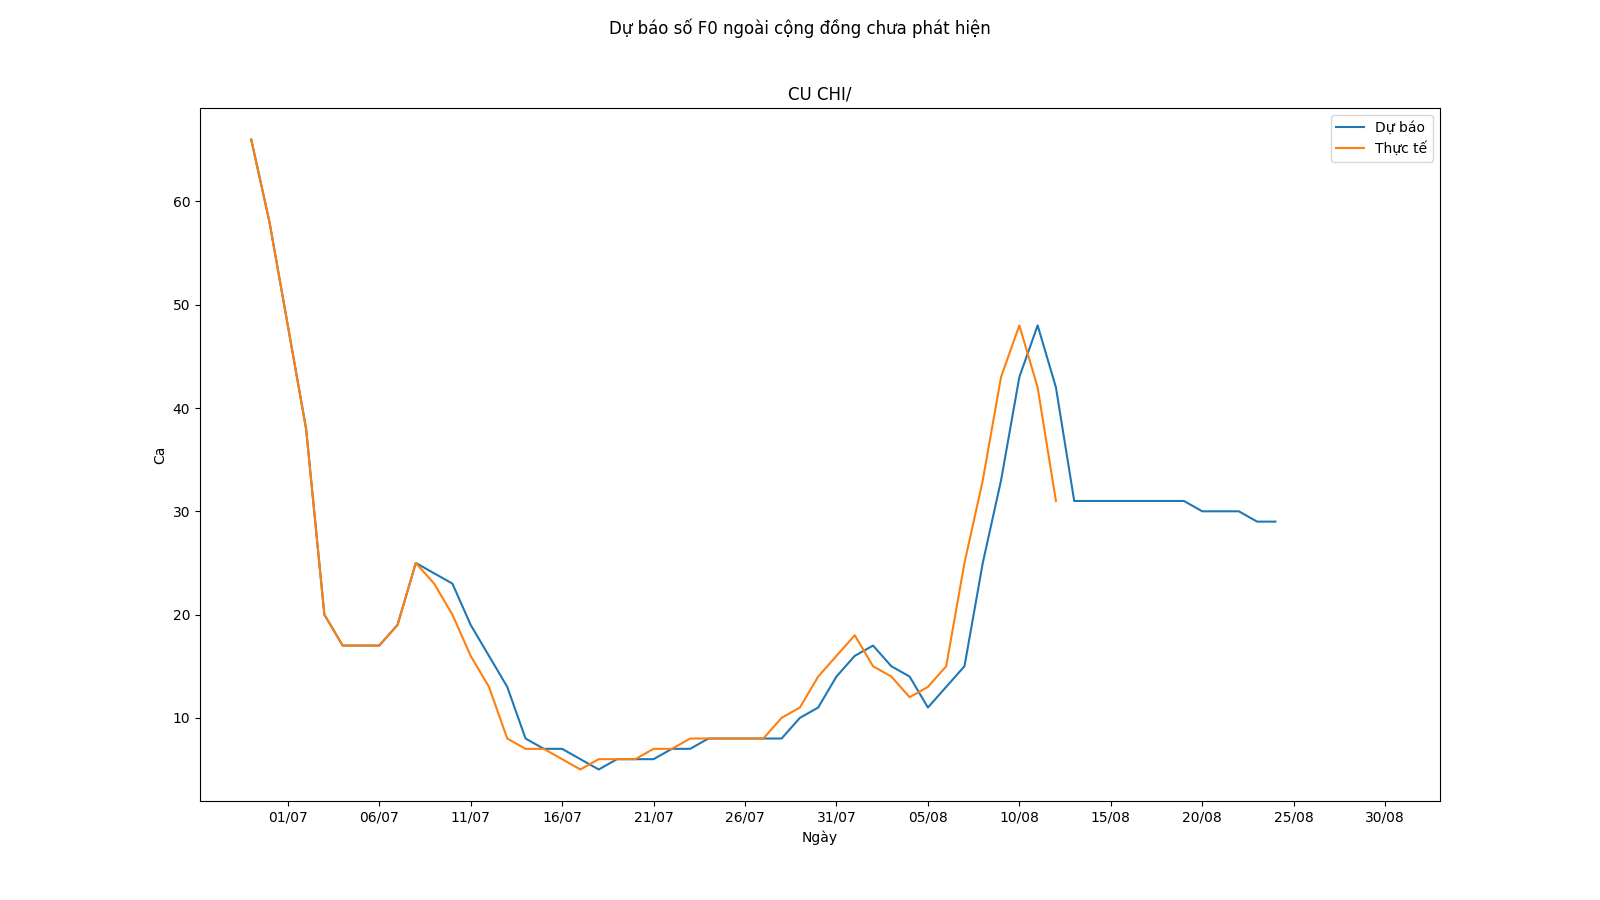 Dự báo số F0 ngoài cộng đồng chưa phát hiện
CU CHI/
Dự báo
Thực tế
60
50
40
30
20
10
Ca
01/07 06/07 11/07 16/07 21/07 26/07 31/07 05/08 10/08 15/08 20/08 25/08 30/08
Ngày